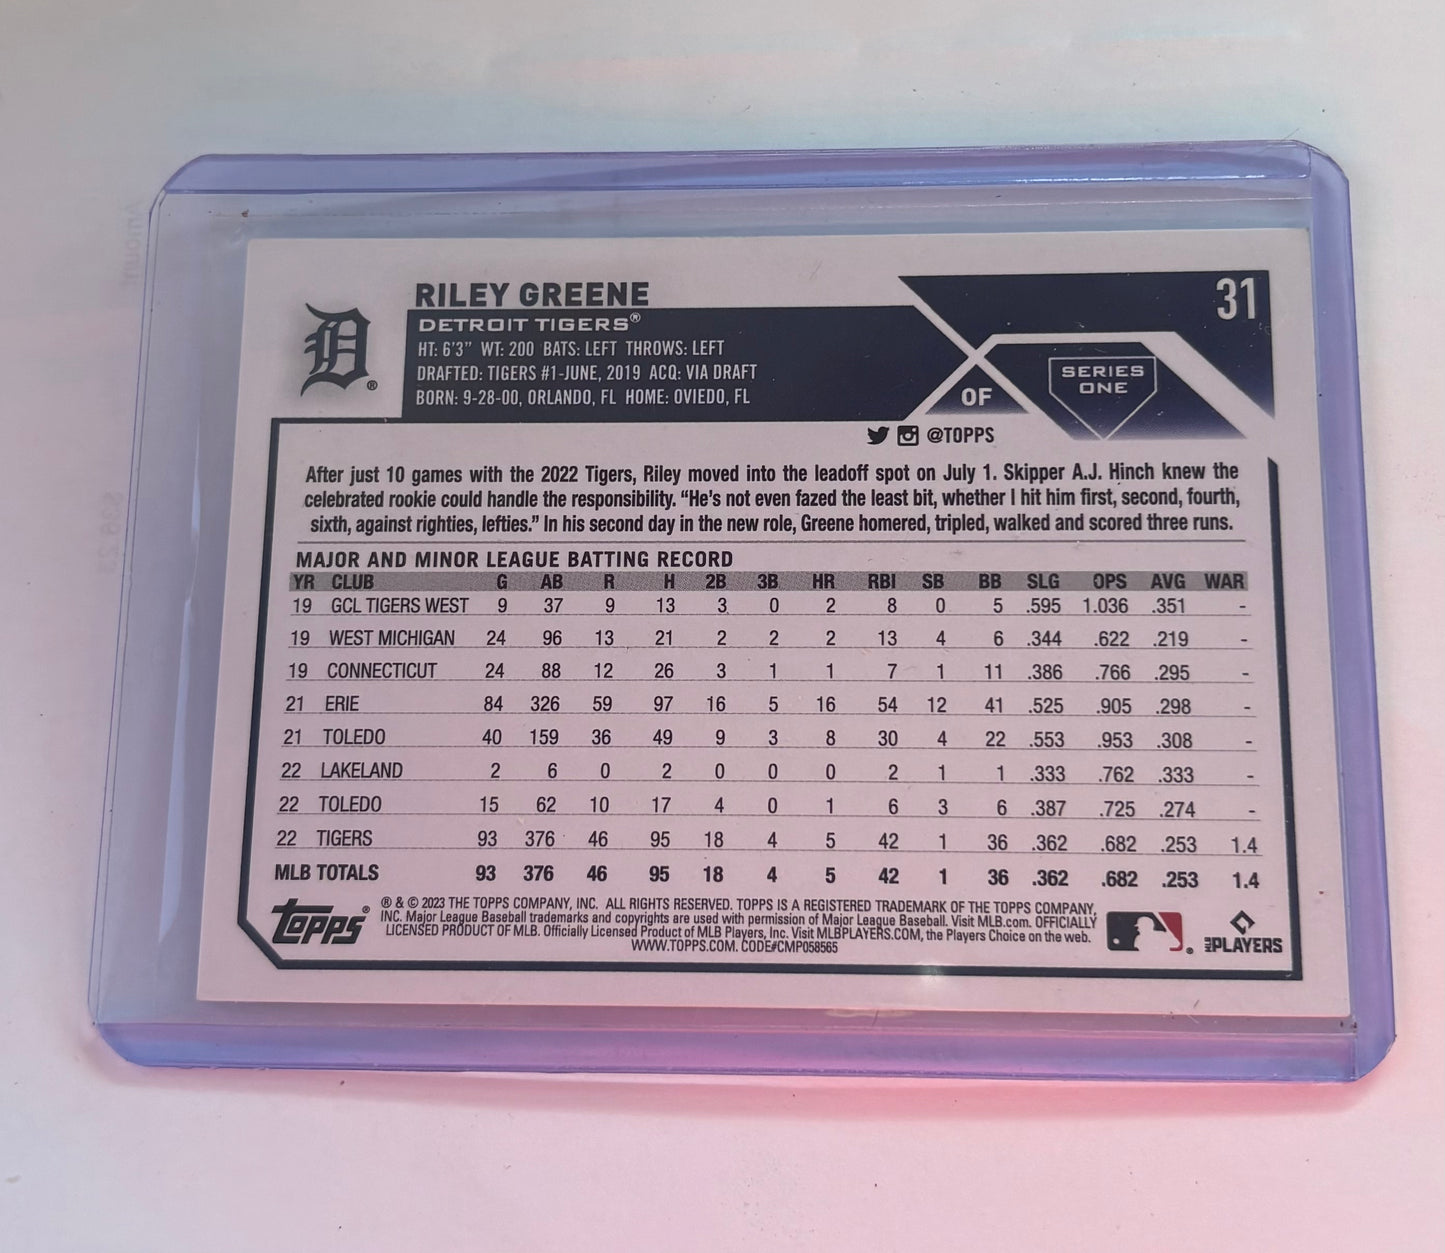 RILEY GREENE
31
DETROIT TIGERS®
HT: 6'3" WT: 200 BATS: LEFT THROWS: LEFT
DRAFTED: TIGERS #1-JUNE, 2019 ACQ: VIA DRAFT
BORN: 9-28-00, ORLANDO, FL HOME: OVIEDO, FL
OF
SERIES
ONE
D ®
@TOPPS
After just 10 games with the 2022 Tigers, Riley moved into the leadoff spot on July 1. Skipper A.J. Hinch knew the
celebrated rookie could handle the responsibility. “He’s not even fazed the least bit, whether I hit him first, second, fourth,
sixth, against righties, lefties.” In his second day in the new role, Greene homered, tripled, walked and scored three runs.
MAJOR AND MINOR LEAGUE BATTING RECORD
YR CLUB G AB R H 2B 3B HR RBI SB BB SLG OPS AVG WAR
19 GCL TIGERS WEST 9 37 9 13 3 0 2 8 0 5 .595 1.036 .351 -
19 WEST MICHIGAN 24 96 13 21 2 2 2 13 4 6 .344 .622 .219 -
19 CONNECTICUT 24 88 12 26 3 1 1 7 1 11 .386 .766 .295 -
21 ERIE 84 326 59 97 16 5 16 54 12 41 .525 .905 .298 -
21 TOLEDO 40 159 36 49 9 3 8 30 4 22 .553 .953 .308 -
22 LAKELAND 2 6 0 2 0 0 0 2 1 1 .333 .762 .333 -
22 TOLEDO 15 62 10 17 4 0 1 6 3 6 .387 .725 .274 -
22 TIGERS 93 376 46 95 18 4 5 42 1 36 .362 .682 .253 1.4
MLB TOTALS 93 376 46 95 18 4 5 42 1 36 .362 .682 .253 1.4
topps®
® & © 2023 THE TOPPS COMPANY, INC. ALL RIGHTS RESERVED. TOPPS IS A REGISTERED TRADEMARK OF THE TOPPS COMPANY,
INC. Major League Baseball trademarks and copyrights are used with permission of Major League Baseball. Visit MLB.com. OFFICIALLY
LICENSED PRODUCT OF MLB. Officially Licensed Product of MLB Players, Inc. Visit MLBPLAYERS.COM, the Players Choice on the web.
WWW.TOPPS.COM. CODE#CMP058565
®
MLB PLAYERS